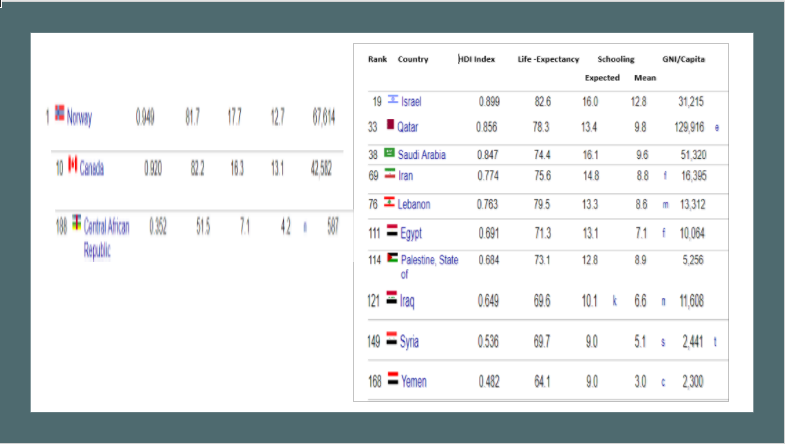 1 Norway 0.949 81.7 17.7 12.7 67,614
10 Canada 0.920 82.2 16.3 13.1 42,582
188 Central African 0.352 51.5 7.1 4.2 n 587
Republic
Rank Country HDI Index Life -Expectancy Schooling GNI/Capita
Expected Mean
19 Israel 0.899 82.6 16.0 12.8 31,215
33 Qatar 0.856 78.3 13.4 9.8 129,916 e
38 Saudi Arabia 0.847 74.4 16.1 9.6 51,320
69 Iran 0.774 75.6 14.8 8.8 f 16,395
76 Lebanon 0.763 79.5 13.3 8.6 m 13,312
111 Egypt 0.691 71.3 13.1 7.1 f 10,064
114 Palestine, State 0.684 73.1 12.8 8.9 5,256
of
121 Iraq 0.649 69.6 10.1 k 6.6 n 11,608
149 Syria 0.536 69.7 9.0 5.1 s 2,441 t
168 Yemen 0.482 64.1 9.0 3.0 c 2,300